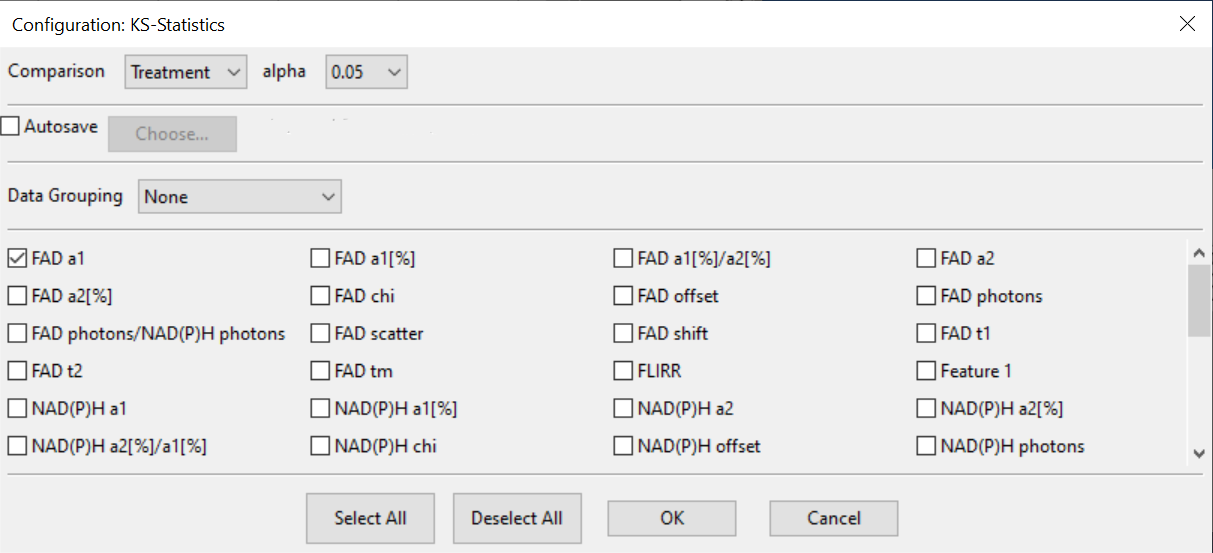 Configuration: KS-Statistics
Comparison Treatment alpha 0.05
Autosave Choose...
Data Grouping None
FAD a1 FAD a1[%] FAD a1[%]/a2[%] FAD a2
FAD a2[%] FAD chi FAD offset FAD photons
FAD photons/NAD(P)H photons FAD scatter FAD shift FAD t1
FAD t2 FAD tm FLIRR Feature 1
NAD(P)H a1 NAD(P)H a1[%] NAD(P)H a2 NAD(P)H a2[%]
NAD(P)H a2[%]/a1[%] NAD(P)H chi NAD(P)H offset NAD(P)H photons
Select All Deselect All OK Cancel